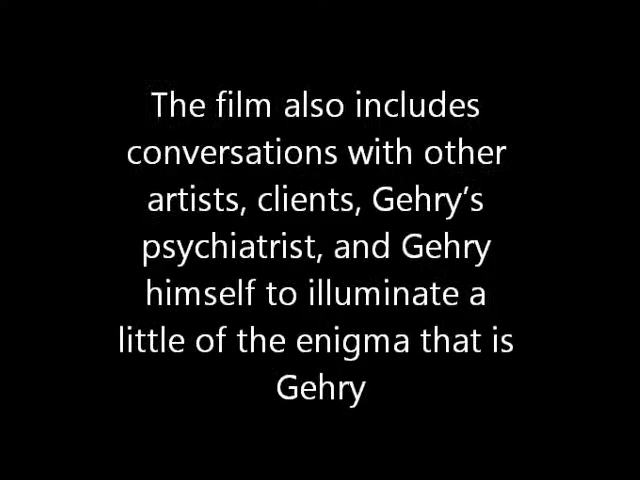 The film also includes
conversations with other
artists, clients, Gehry’s
psychiatrist, and Gehry
himself to illuminate a
little of the enigma that is
Gehry